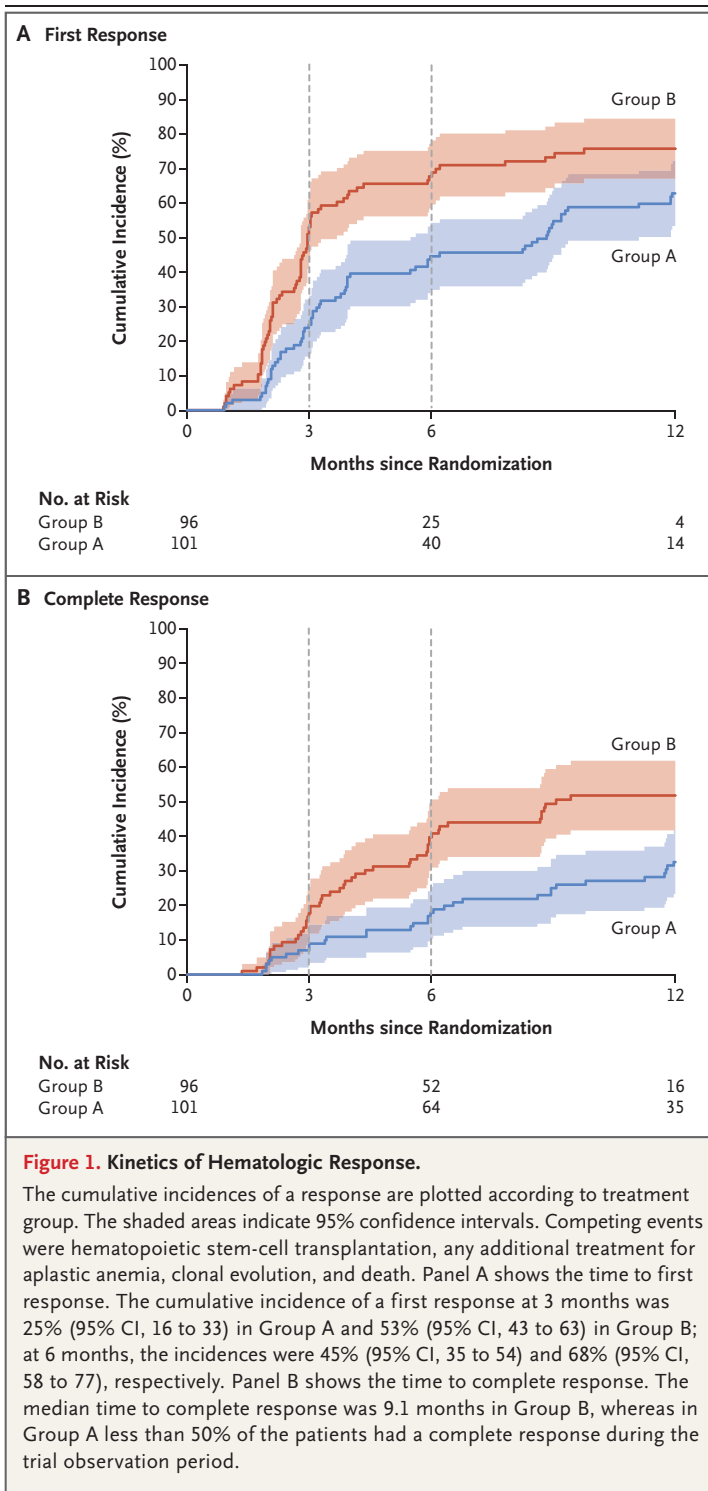 A First Response
100
90
80
70
60
50
40
30
20
10
0
Cumulative Incidence (%)
Group B
Group A
0 3 6 12
Months since Randomization
No. at Risk
Group B 96 25 4
Group A 101 40 14
B Complete Response
100
90
80
70
60
50
40
30
20
10
0
Cumulative Incidence (%)
Group B
Group A
0 3 6 12
Months since Randomization
No. at Risk
Group B 96 52 16
Group A 101 64 35
Figure 1. Kinetics of Hematologic Response.
The cumulative incidences of a response are plotted according to treatment
group. The shaded areas indicate 95% confidence intervals. Competing events
were hematopoietic stem-cell transplantation, any additional treatment for
aplastic anemia, clonal evolution, and death. Panel A shows the time to first
response. The cumulative incidence of a first response at 3 months was
25% (95% CI, 16 to 33) in Group A and 53% (95% CI, 43 to 63) in Group B;
at 6 months, the incidences were 45% (95% CI, 35 to 54) and 68% (95% CI,
58 to 77), respectively. Panel B shows the time to complete response. The
median time to complete response was 9.1 months in Group B, whereas in
Group A less than 50% of the patients had a complete response during the
trial observation period.